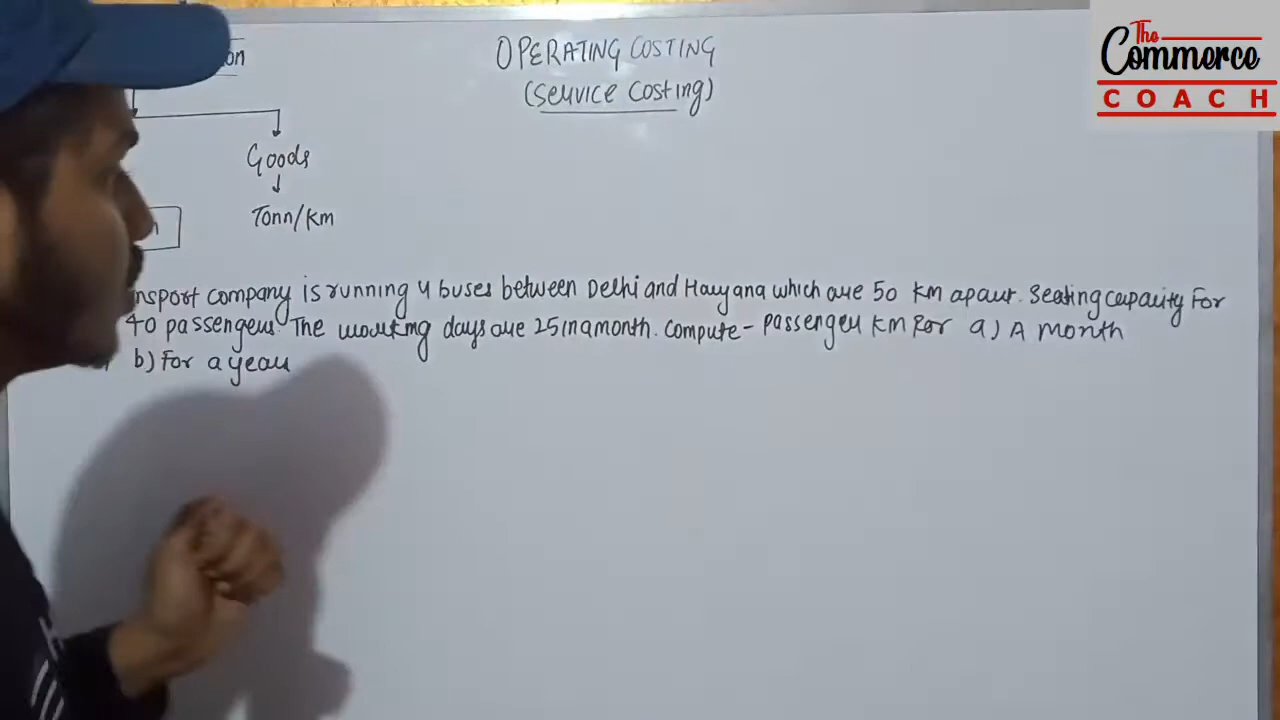 OPERATING COSTING
(Service Costing)
The
Commerce
COACH
Goods
Tonn/Km
company is running 4 buses between Delhi and Haryana which are 50 Km apart. Seating capacity For
40 passengers The working days are 25 in a month. Compute - Passenger Km For a) A Month
b) For a year